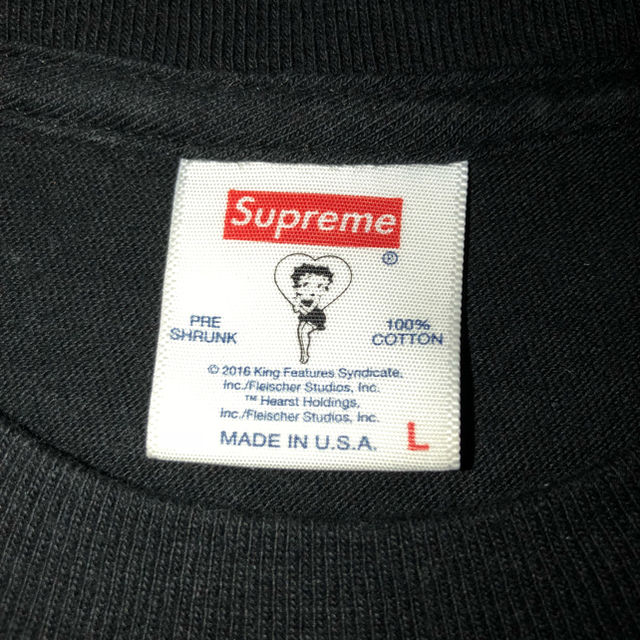 Supreme
®
PRE
SHRUNK
100%
COTTON
© 2016 King Features Syndicate,
Inc./Fleischer Studios, Inc.
™ Hearst Holdings,
Inc./Fleischer Studios, Inc.
MADE IN U.S.A. L